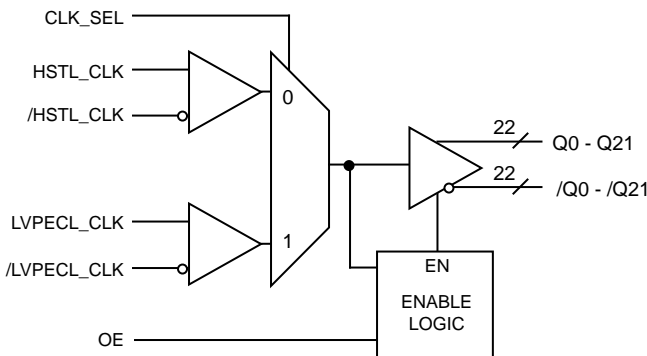 CLK_SEL
HSTL_CLK
/HSTL_CLK
0
22
Q0 - Q21
22
/Q0 - /Q21
LVPECL_CLK
/LVPECL_CLK
1
EN
ENABLE
LOGIC
OE